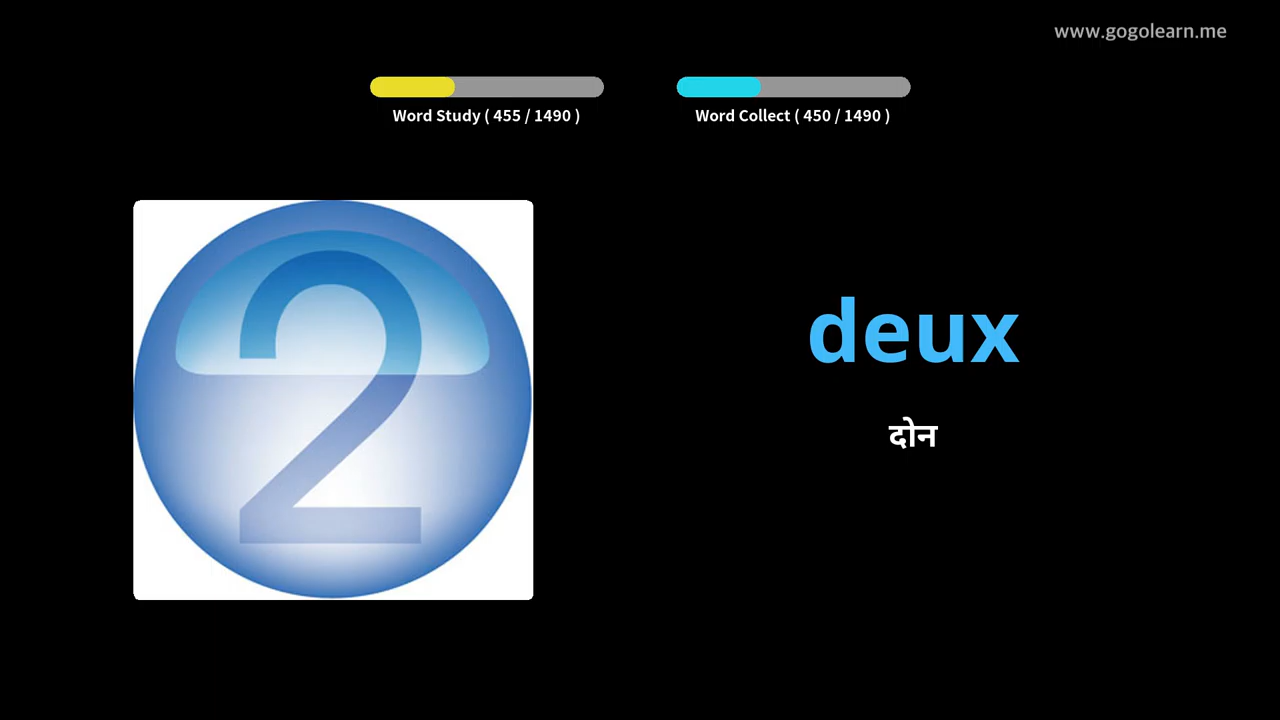 www.gogolearn.me
Word Study ( 455 / 1490 )
Word Collect ( 450 / 1490 )
2
deux
दोन